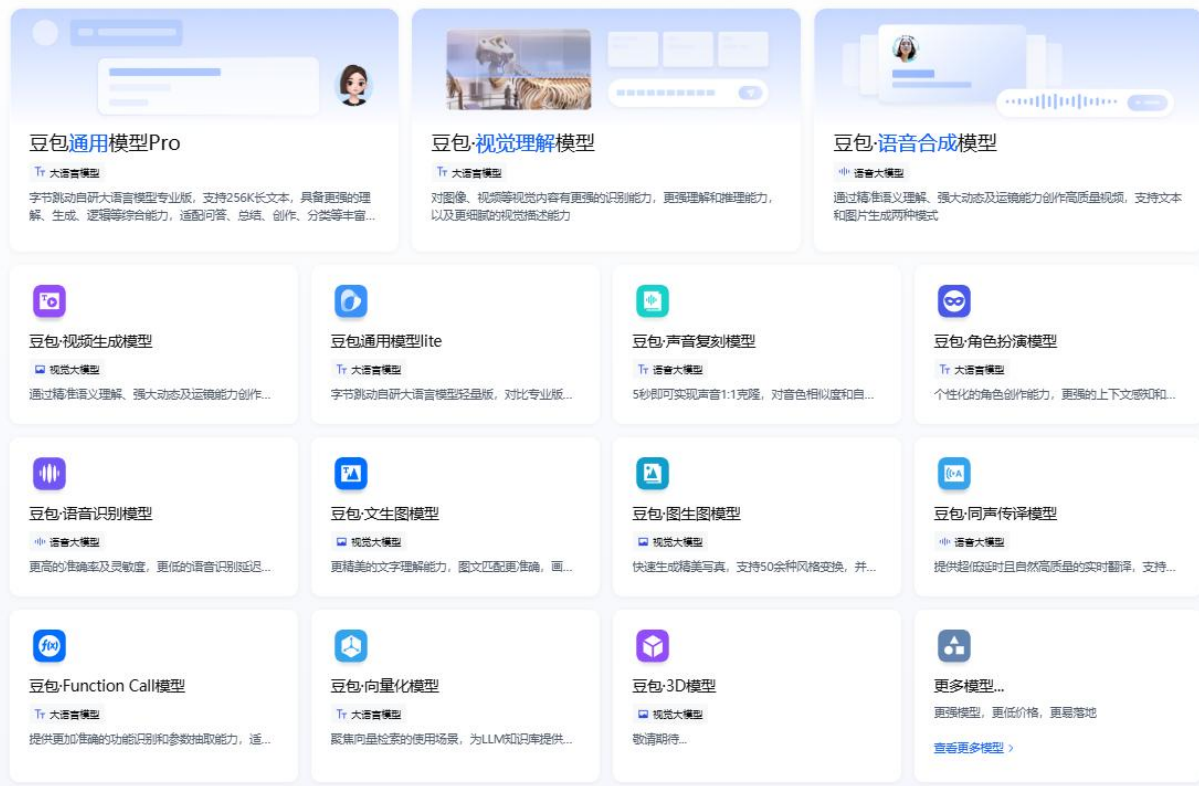 豆包通用模型Pro
大语言模型
字节跳动自研大语言模型专业版，支持256K长文本，具备更强的理
解、生成、逻辑等综合能力，适配问答、总结、创作、分类等丰富...
豆包·视觉理解模型
大语言模型
对图像、视频等视觉内容有更强的识别能力，更强理解和推理能力，
以及更细腻的视觉描述能力
豆包·语音合成模型
语音大模型
通过精准语义理解、强大动态及运镜能力创作高质量视频，支持文本
和图片生成两种模式
豆包·视频生成模型
视觉大模型
通过精准语义理解、强大动态及运镜能力创作...
豆包通用模型lite
大语言模型
字节跳动自研大语言模型轻量版，对比专业版...
豆包·声音复刻模型
语音大模型
5秒即可实现声音1:1克隆，对音色相似度和自...
豆包·角色扮演模型
大语言模型
个性化的角色创作能力，更强的上下文感知和...
豆包·语音识别模型
语音大模型
更高的准确率及灵敏度，更低的语音识别延迟...
豆包·文生图模型
视觉大模型
更精美的文字理解能力，图文匹配更准确，画...
豆包·图生图模型
视觉大模型
快速生成精美写真，支持50余种风格变换，并...
豆包·同声传译模型
语音大模型
提供超低延时且自然高质量的实时翻译，支持...
豆包·Function Call模型
大语言模型
提供更加准确的功能识别和参数抽取能力，适...
豆包·向量化模型
大语言模型
聚焦向量检索的使用场景，为LLM知识库提供...
豆包·3D模型
视觉大模型
敬请期待...
更多模型...
更强模型，更低价格，更易落地
查看更多模型 >